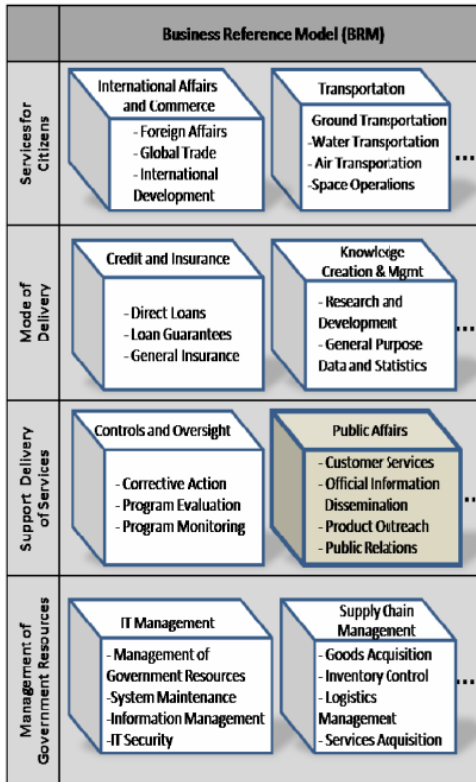 Business Reference Model (BRM)
Servicesfor
Citizens
International Affairs
and Commerce
- Foreign Affairs
- Global Trade
- International
Development
Transportation
Ground Transportation
-Water Transportation
- Air Transportation
-Space Operations
...
Mode of
Delivery
Credit and Insurance
- Direct Loans
- Loan Guarantees
- General Insurance
Knowledge
Creation & Mgmt
- Research and
Development
- General Purpose
Data and Statistics
...
Support Delivery
of Services
Controls and Oversight
- Corrective Action
- Program Evaluation
- Program Monitoring
Public Affairs
- Customer Services
- Official Information
Dissemination
- Product Outreach
- Public Relations
...
Management of
Government Resources
IT Management
- Management of
Government Resources
-System Maintenance
-Information Management
-IT Security
Supply Chain
Management
- Goods Acquisition
- Inventory Control
- Logistics
Management
- Services Acquisition
...